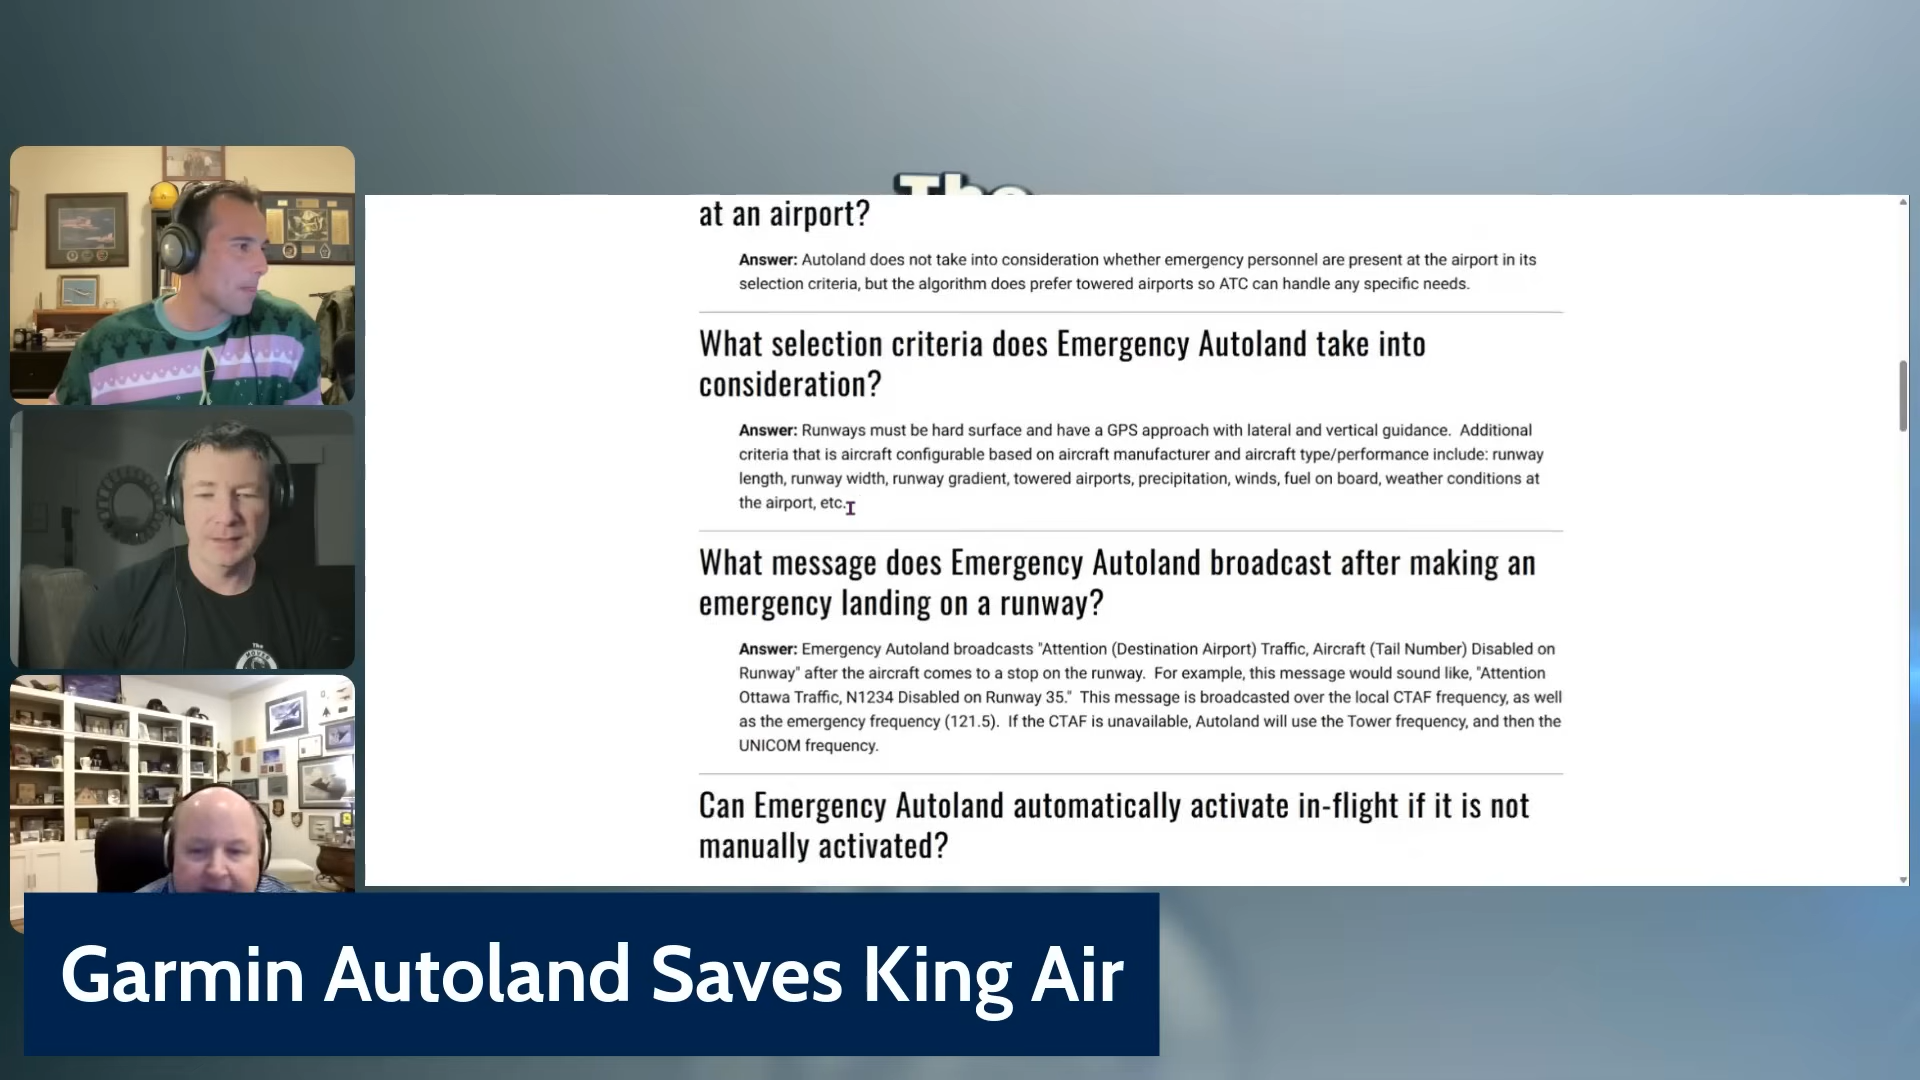 The
at an airport?
Answer: Autoland does not take into consideration whether emergency personnel are present at the airport in its
selection criteria, but the algorithm does prefer towered airports so ATC can handle any specific needs.
What selection criteria does Emergency Autoland take into
consideration?
Answer: Runways must be hard surface and have a GPS approach with lateral and vertical guidance.  Additional
criteria that is aircraft configurable based on aircraft manufacturer and aircraft type/performance include: runway
length, runway width, runway gradient, towered airports, precipitation, winds, fuel on board, weather conditions at
the airport, etc.
What message does Emergency Autoland broadcast after making an
emergency landing on a runway?
Answer: Emergency Autoland broadcasts "Attention (Destination Airport) Traffic, Aircraft (Tail Number) Disabled on
Runway" after the aircraft comes to a stop on the runway.  For example, this message would sound like, "Attention
Ottawa Traffic, N1234 Disabled on Runway 35."  This message is broadcasted over the local CTAF frequency, as well
as the emergency frequency (121.5).  If the CTAF is unavailable, Autoland will use the Tower frequency, and then the
UNICOM frequency.
Can Emergency Autoland automatically activate in-flight if it is not
manually activated?
Garmin Autoland Saves King Air